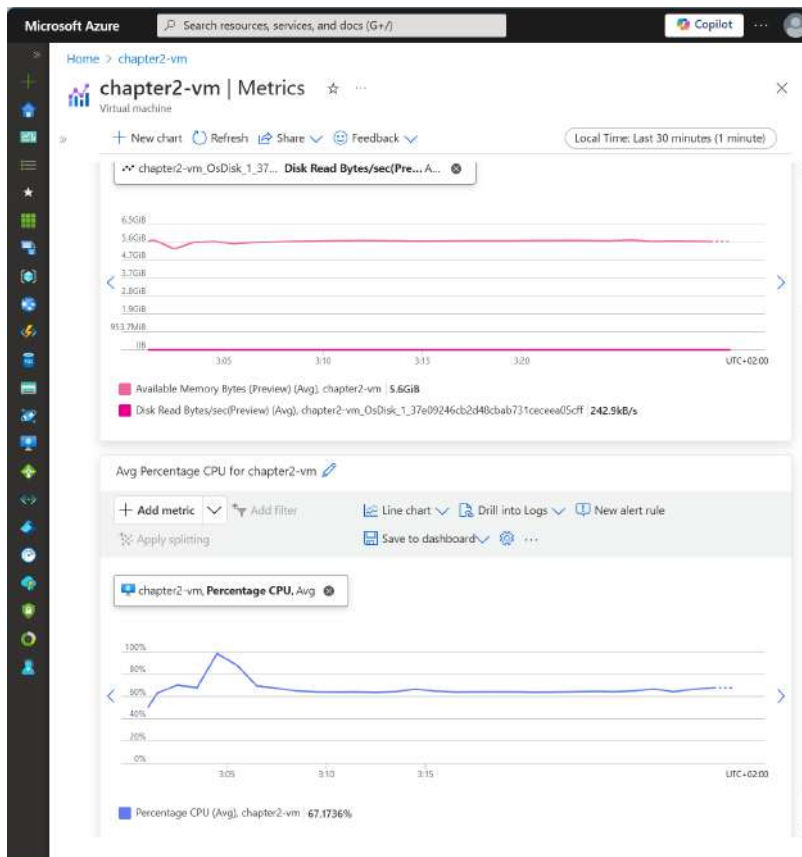 Microsoft Azure
Search resources, services, and docs (G+/)
Copilot
...
Home > chapter2-vm
chapter2-vm | Metrics
...
Virtual machine
New chart Refresh Share Feedback
Local Time: Last 30 minutes (1 minute)
chapter2-vm_OsDisk_1_37... Disk Read Bytes/sec(Pre... A...
6.5GiB
5.6GiB
4.7GiB
3.7GiB
2.8GiB
1.9GiB
953.7MiB
0B
3:05 3:10 3:15 3:20 UTC+02:00
Available Memory Bytes (Preview) (Avg), chapter2-vm | 5.6GiB
Disk Read Bytes/sec(Preview) (Avg), chapter2-vm_OsDisk_1_37e09246cb2d48cbab731ceceea05cff | 242.9kB/s
Avg Percentage CPU for chapter2-vm
Add metric Add filter Line chart Drill into Logs New alert rule
Apply splitting Save to dashboard ...
chapter2-vm, Percentage CPU, Avg
100%
80%
60%
40%
20%
0%
3:05 3:10 3:15 UTC+02:00
Percentage CPU (Avg), chapter2-vm | 67.1736%